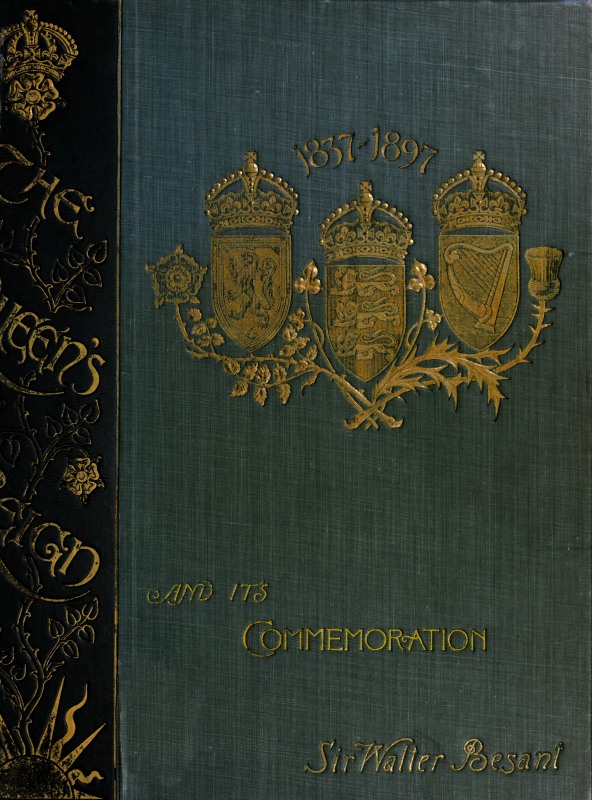 THE
QUEEN'S
REIGN
1837-1897
AND ITS
COMMEMORATION
Sir Walter Besant